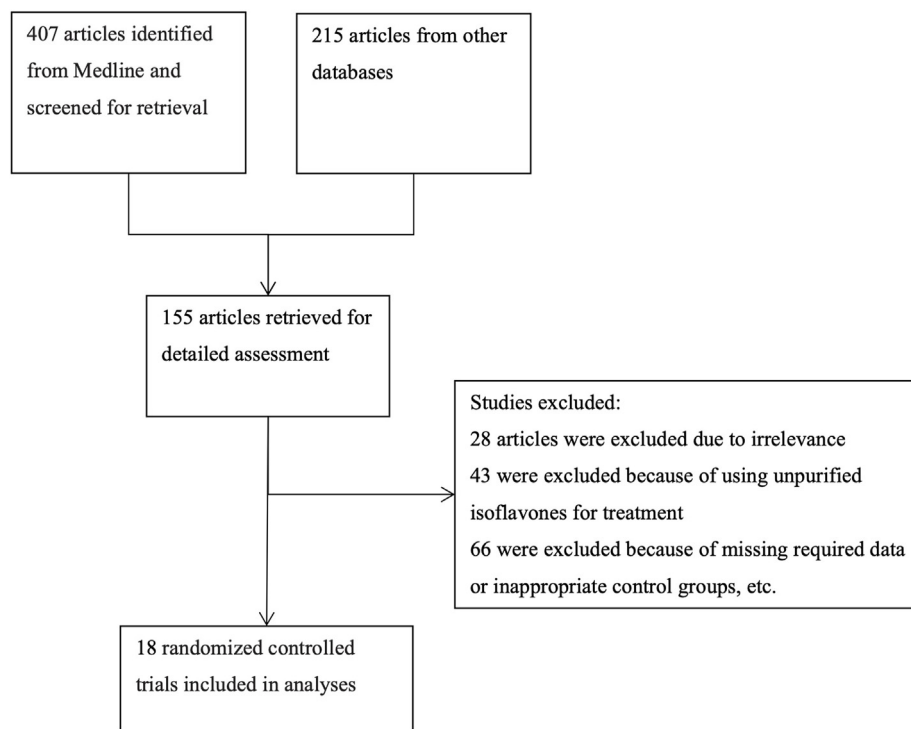 407 articles identified
from Medline and
screened for retrieval
215 articles from other
databases
155 articles retrieved for
detailed assessment
Studies excluded:
28 articles were excluded due to irrelevance
43 were excluded because of using unpurified
isoflavones for treatment
66 were excluded because of missing required data
or inappropriate control groups, etc.
18 randomized controlled
trials included in analyses